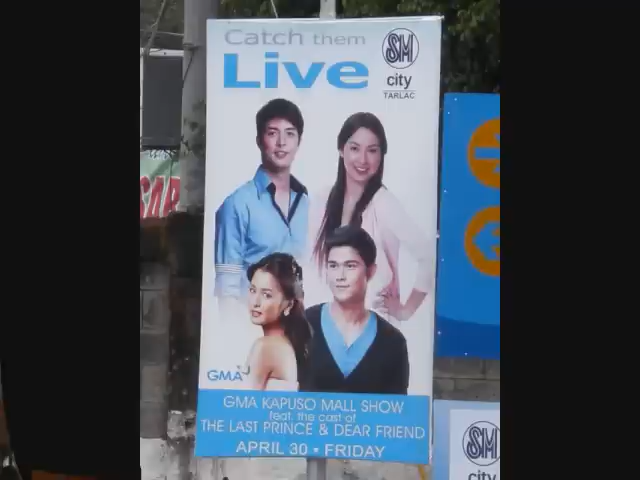 Catch them
Live
SM
city
TARLAC
SAR
GMA
GMA KAPUSO MALL SHOW
feat. the cast of
THE LAST PRINCE & DEAR FRIEND
APRIL 30 • FRIDAY
SM
city